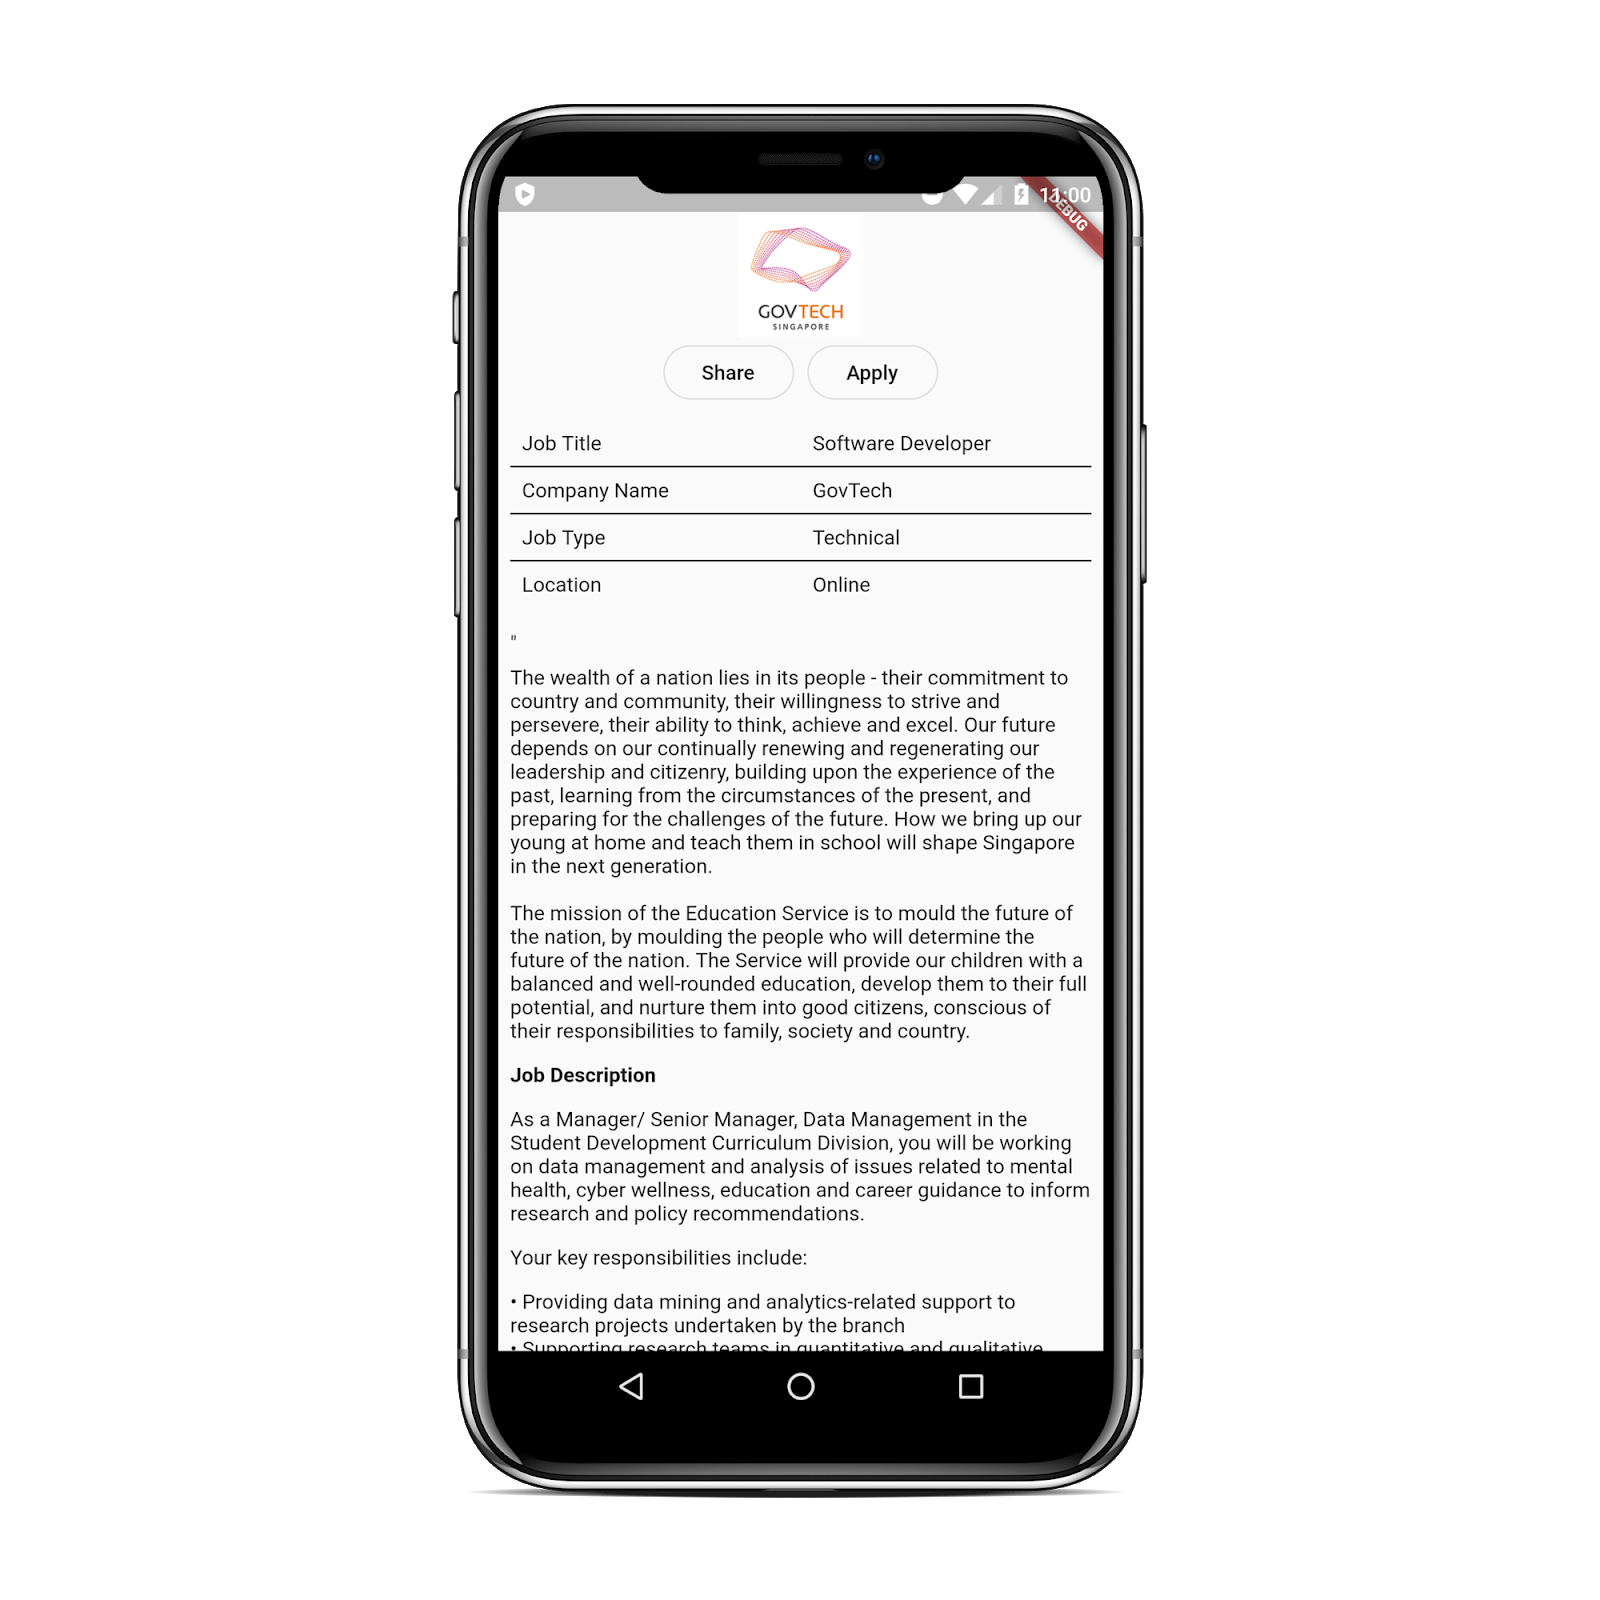 11:00
DEBUG
GOVTECH
SINGAPORE
Share Apply
Job Title Software Developer
Company Name GovTech
Job Type Technical
Location Online
"
The wealth of a nation lies in its people - their commitment to
country and community, their willingness to strive and
persevere, their ability to think, achieve and excel. Our future
depends on our continually renewing and regenerating our
leadership and citizenry, building upon the experience of the
past, learning from the circumstances of the present, and
preparing for the challenges of the future. How we bring up our
young at home and teach them in school will shape Singapore
in the next generation.
The mission of the Education Service is to mould the future of
the nation, by moulding the people who will determine the
future of the nation. The Service will provide our children with a
balanced and well-rounded education, develop them to their full
potential, and nurture them into good citizens, conscious of
their responsibilities to family, society and country.
Job Description
As a Manager/ Senior Manager, Data Management in the
Student Development Curriculum Division, you will be working
on data management and analysis of issues related to mental
health, cyber wellness, education and career guidance to inform
research and policy recommendations.
Your key responsibilities include:
• Providing data mining and analytics-related support to
research projects undertaken by the branch
• Supporting research teams in quantitative and qualitative